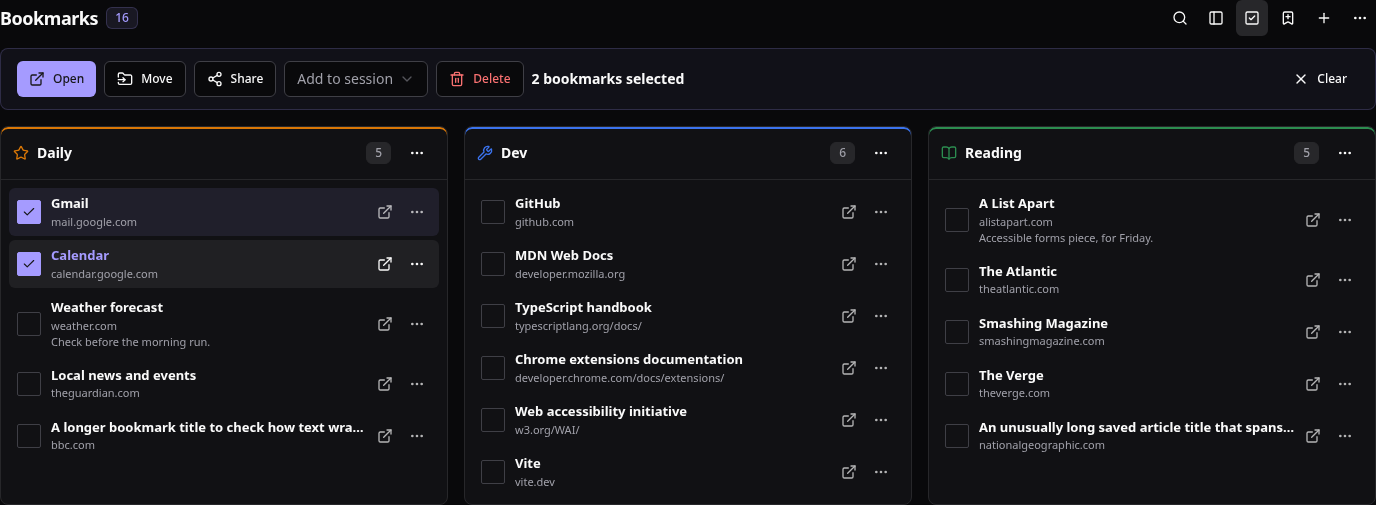 Bookmarks 16
Open Move Share Add to session Delete 2 bookmarks selected Clear
Daily 5
Gmail
mail.google.com
Calendar
calendar.google.com
Weather forecast
weather.com
Check before the morning run.
Local news and events
theguardian.com
A longer bookmark title to check how text wra...
bbc.com
Dev 6
GitHub
github.com
MDN Web Docs
developer.mozilla.org
TypeScript handbook
typescriptlang.org/docs/
Chrome extensions documentation
developer.chrome.com/docs/extensions/
Web accessibility initiative
w3.org/WAI/
Vite
vite.dev
Reading 5
A List Apart
alistapart.com
Accessible forms piece, for Friday.
The Atlantic
theatlantic.com
Smashing Magazine
smashingmagazine.com
The Verge
theverge.com
An unusually long saved article title that spans...
nationalgeographic.com